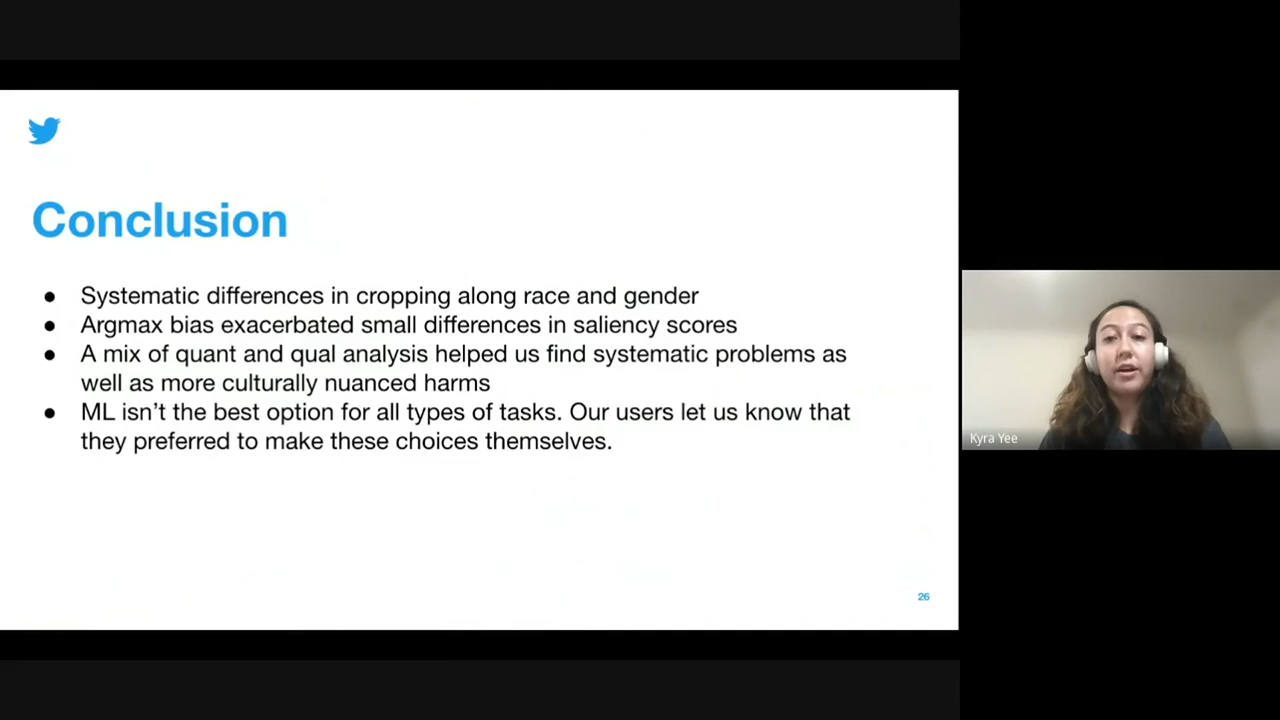 Conclusion
● Systematic differences in cropping along race and gender
● Argmax bias exacerbated small differences in saliency scores
● A mix of quant and qual analysis helped us find systematic problems as
well as more culturally nuanced harms
● ML isn’t the best option for all types of tasks. Our users let us know that
they preferred to make these choices themselves.
26
Kyra Yee